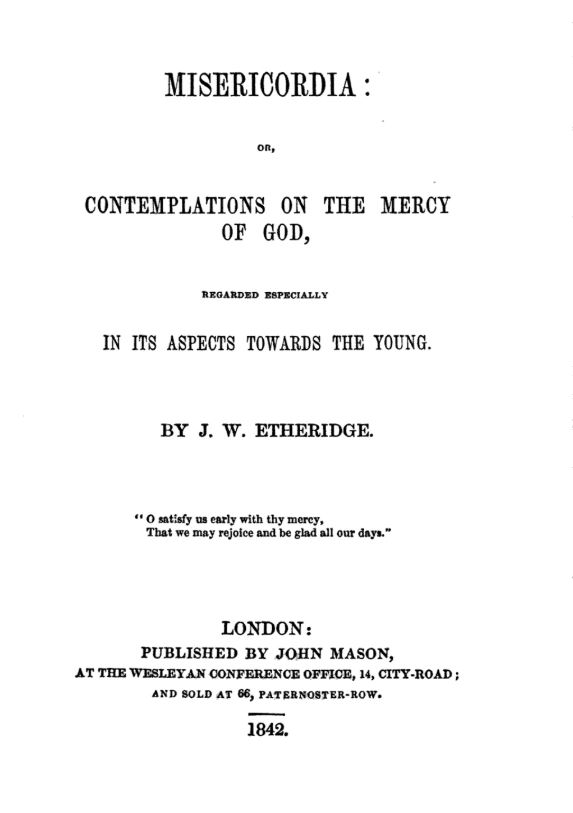 MISERICORDIA:
OR,
CONTEMPLATIONS ON THE MERCY
OF GOD,
REGARDED ESPECIALLY
IN ITS ASPECTS TOWARDS THE YOUNG.
BY J. W. ETHERIDGE.
"O satisfy us early with thy mercy,
That we may rejoice and be glad all our days."
LONDON:
PUBLISHED BY JOHN MASON,
AT THE WESLEYAN CONFERENCE OFFICE, 14, CITY-ROAD;
AND SOLD AT 66, PATERNOSTER-ROW.
1842.